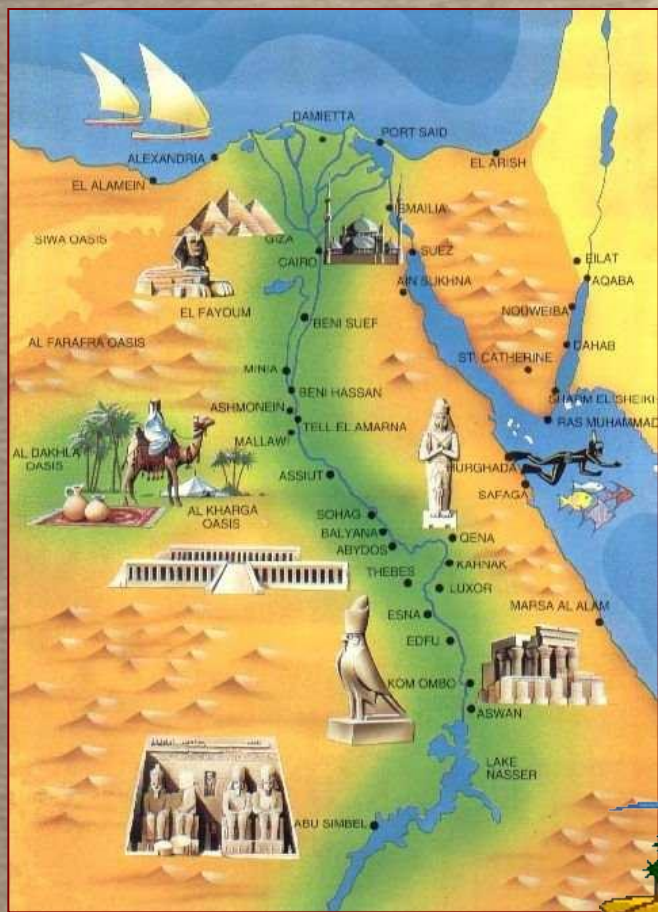 DAMIETTA
PORT SAID
ALEXANDRIA
EL ARISH
EL ALAMEIN
ISMAILIA
SIWA OASIS
GIZA
CAIRO
SUEZ
EILAT
AQABA
AIN SUKHNA
NOUWEIBA
EL FAYOUM
BENI SUEF
AL FARAFRA OASIS
DAHAB
ST. CATHERINE
MINIA
BENI HASSAN
SHARM EL SHEIKH
ASHMONEIN
RAS MUHAMMAD
TELL EL AMARNA
MALLAWI
AL DAKHLA
OASIS
HURGHADA
ASSIUT
SAFAGA
AL KHARGA
OASIS
SOHAG
BALYANA
QENA
ABYDOS
KARNAK
THEBES
LUXOR
MARSA AL ALAM
ESNA
EDFU
KOM OMBO
ASWAN
LAKE
NASSER
ABU SIMBEL